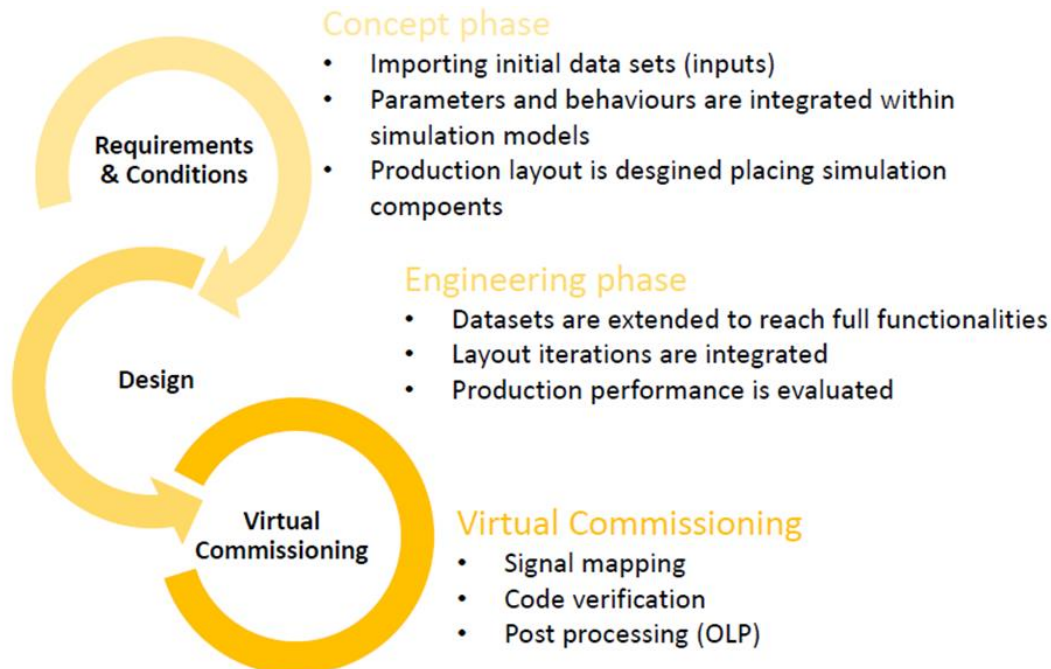 Concept phase
• Importing initial data sets (inputs)
• Parameters and behaviours are integrated within
simulation models
• Production layout is desgined placing simulation
compoents
Requirements
& Conditions
Engineering phase
• Datasets are extended to reach full functionalities
• Layout iterations are integrated
• Production performance is evaluated
Design
Virtual Commissioning
• Signal mapping
• Code verification
• Post processing (OLP)
Virtual
Commissioning